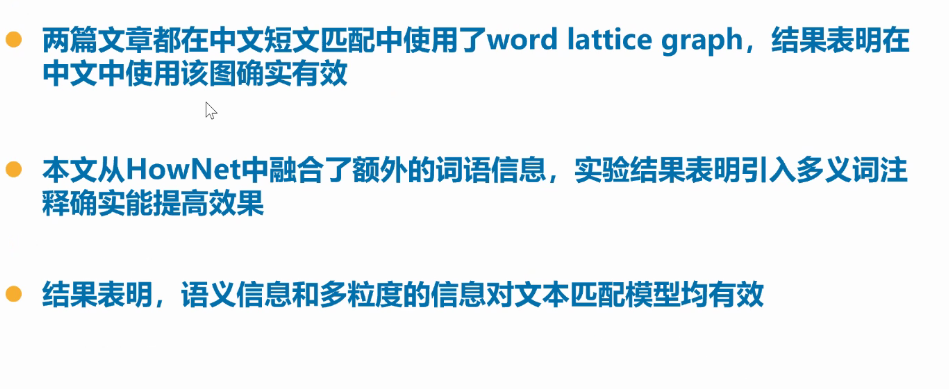 两篇文章都在中文短文匹配中使用了word lattice graph，结果表明在
中文中使用该图确实有效
本文从HowNet中融合了额外的词语信息，实验结果表明引入多义词注
释确实能提高效果
结果表明，语义信息和多粒度的信息对文本匹配模型均有效